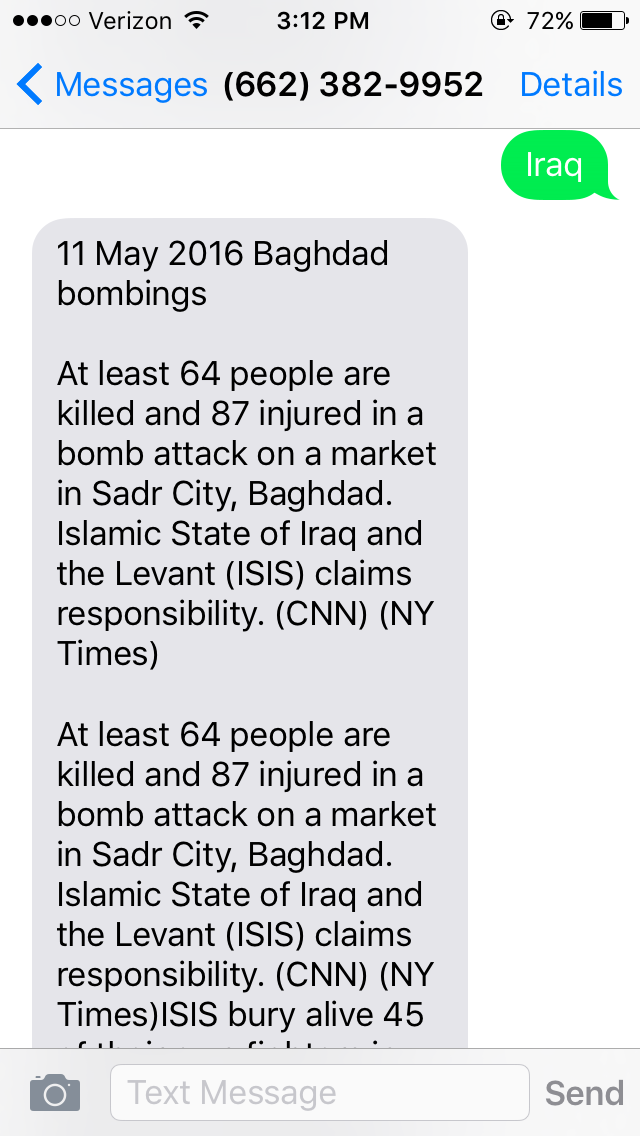 Verizon 3:12 PM 72%
Messages (662) 382-9952 Details
Iraq
11 May 2016 Baghdad
bombings
At least 64 people are
killed and 87 injured in a
bomb attack on a market
in Sadr City, Baghdad.
Islamic State of Iraq and
the Levant (ISIS) claims
responsibility. (CNN) (NY
Times)
At least 64 people are
killed and 87 injured in a
bomb attack on a market
in Sadr City, Baghdad.
Islamic State of Iraq and
the Levant (ISIS) claims
responsibility. (CNN) (NY
Times)ISIS bury alive 45
Text Message Send